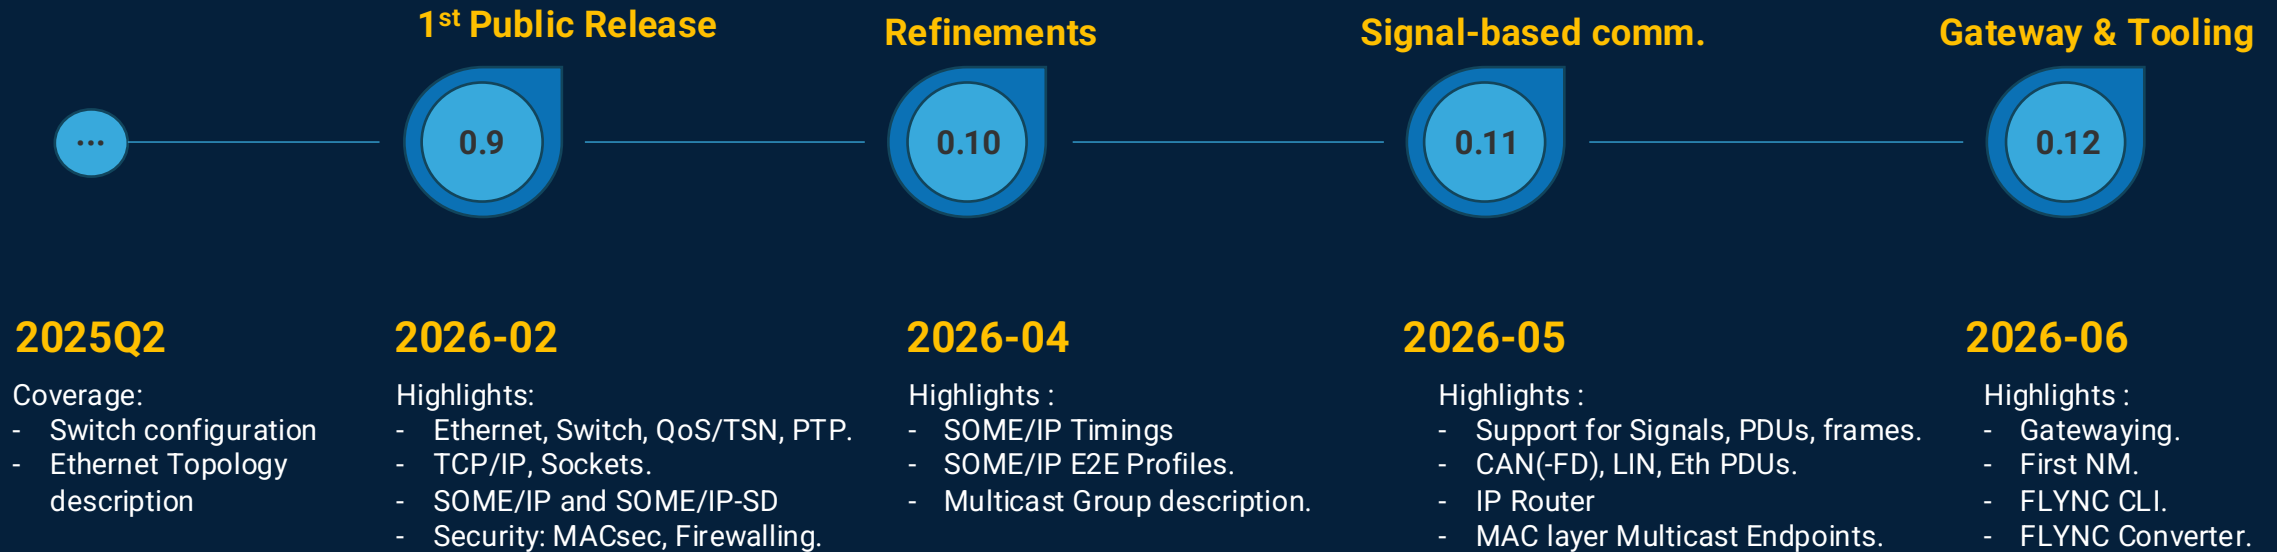 1st Public Release
Refinements
Signal-based comm.
Gateway & Tooling
...
0.9
0.10
0.11
0.12
2025Q2
Coverage:
- Switch configuration
- Ethernet Topology
description
2026-02
Highlights:
- Ethernet, Switch, QoS/TSN, PTP.
- TCP/IP, Sockets.
- SOME/IP and SOME/IP-SD
- Security: MACsec, Firewalling.
2026-04
Highlights :
- SOME/IP Timings
- SOME/IP E2E Profiles.
- Multicast Group description.
2026-05
Highlights :
- Support for Signals, PDUs, frames.
- CAN(-FD), LIN, Eth PDUs.
- IP Router
- MAC layer Multicast Endpoints.
2026-06
Highlights :
- Gatewaying.
- First NM.
- FLYNC CLI.
- FLYNC Converter.